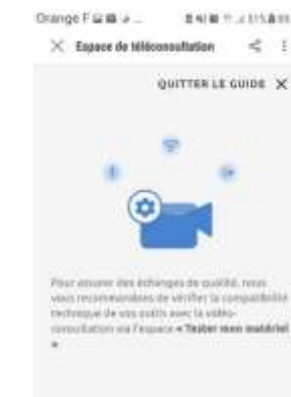 Orange F
Espace de téléconsultation
QUITTER LE GUIDE ✕
Pour assurer des échanges de qualité, nous
vous recommandons de vérifier la compatibilité
technique de vos outils avec la vidéo-
consultation via l'espace « Tester mon matériel
»